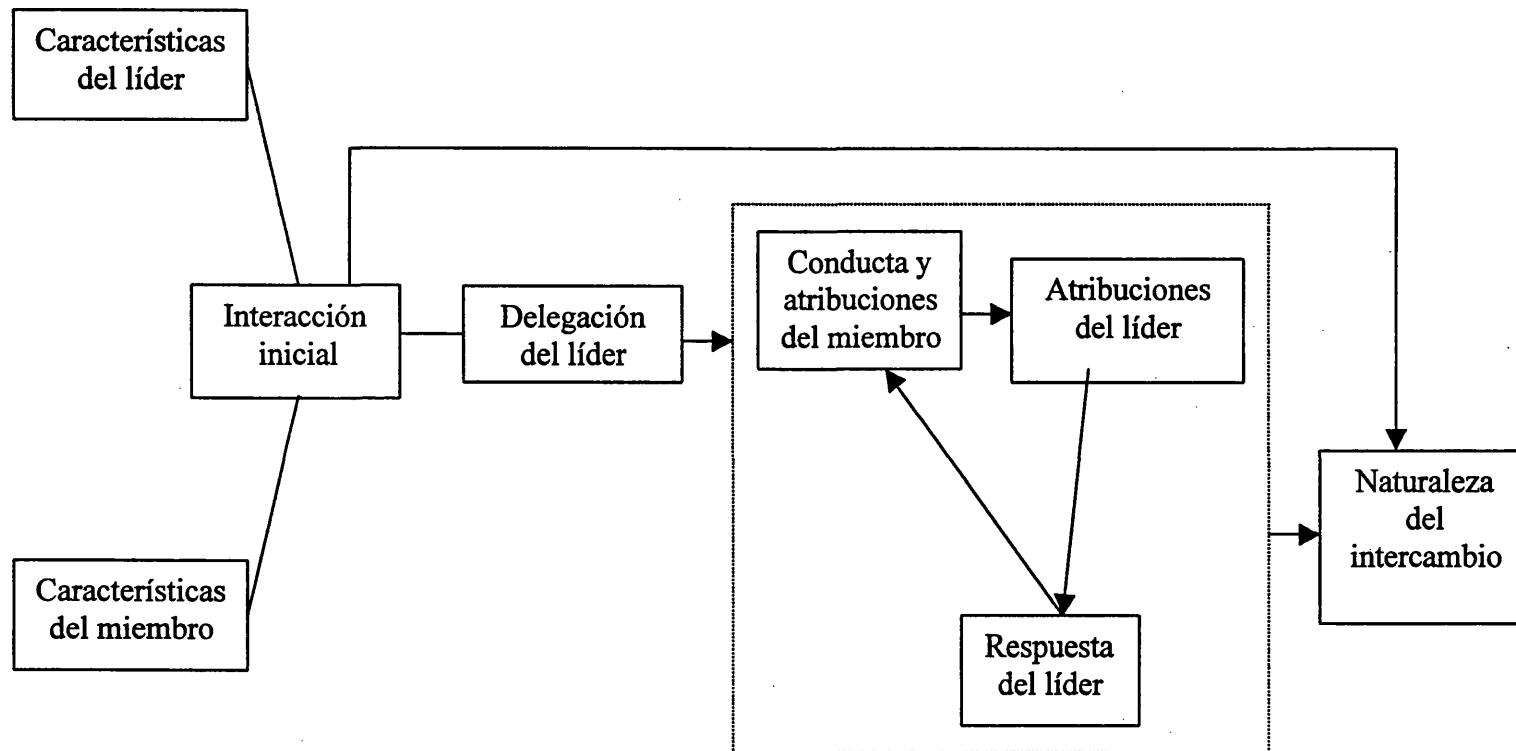 Características
del líder
Interacción
inicial
Características
del miembro
Delegación
del líder
Conducta y
atribuciones
del miembro
Atribuciones
del líder
Respuesta
del líder
Naturaleza
del
intercambio